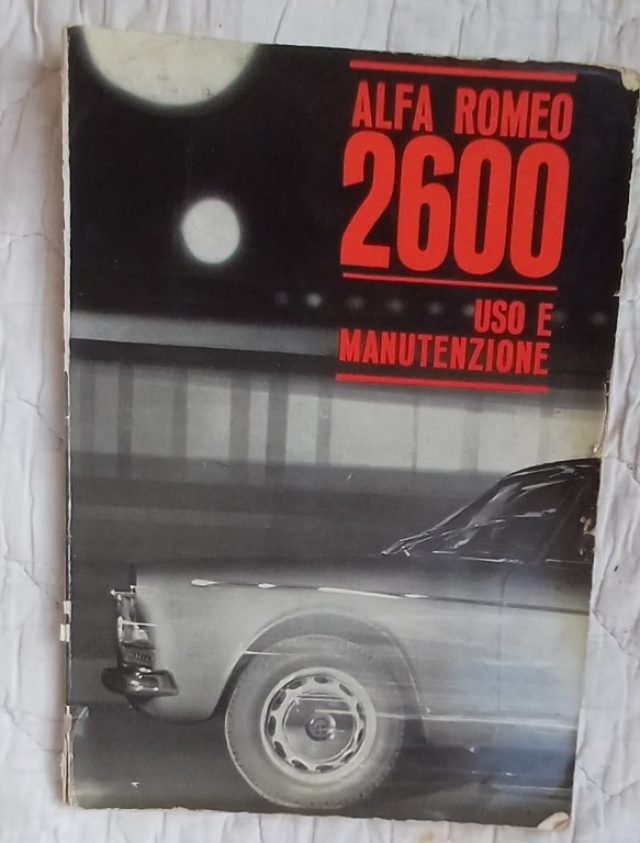 ALFA ROMEO
2600
USO E
MANUTENZIONE